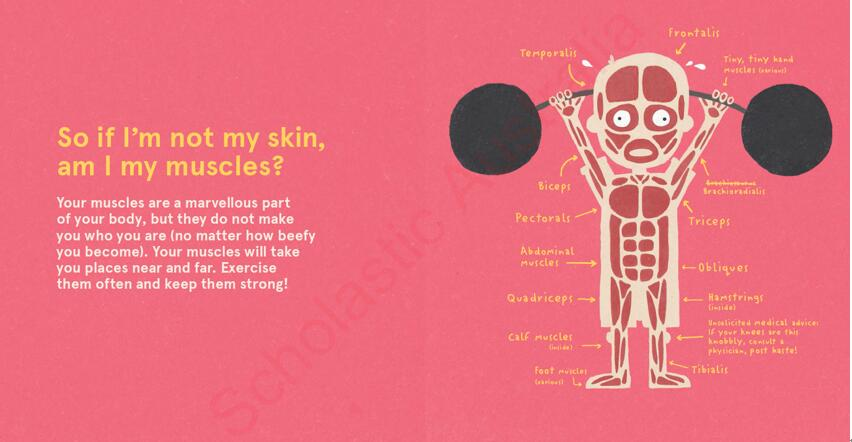 So if I'm not my skin,
am I my muscles?
Your muscles are a marvellous part
of your body, but they do not make
you who you are (no matter how beefy
you become). Your muscles will take
you places near and far. Exercise
them often and keep them strong!
Frontalis
Temporalis
Tiny, tiny hand
muscles (various)
Biceps
Brachiosaurus
Brachioradialis
Pectorals
Triceps
Abdominal
muscles
Obliques
Quadriceps
Hamstrings
(inside)
Calf muscles
(inside)
Unsolicited medical advice:
If your knees are this
knobbly, consult a
physician, post haste!
Foot muscles
(various)
Tibialis
Scholastic Australia